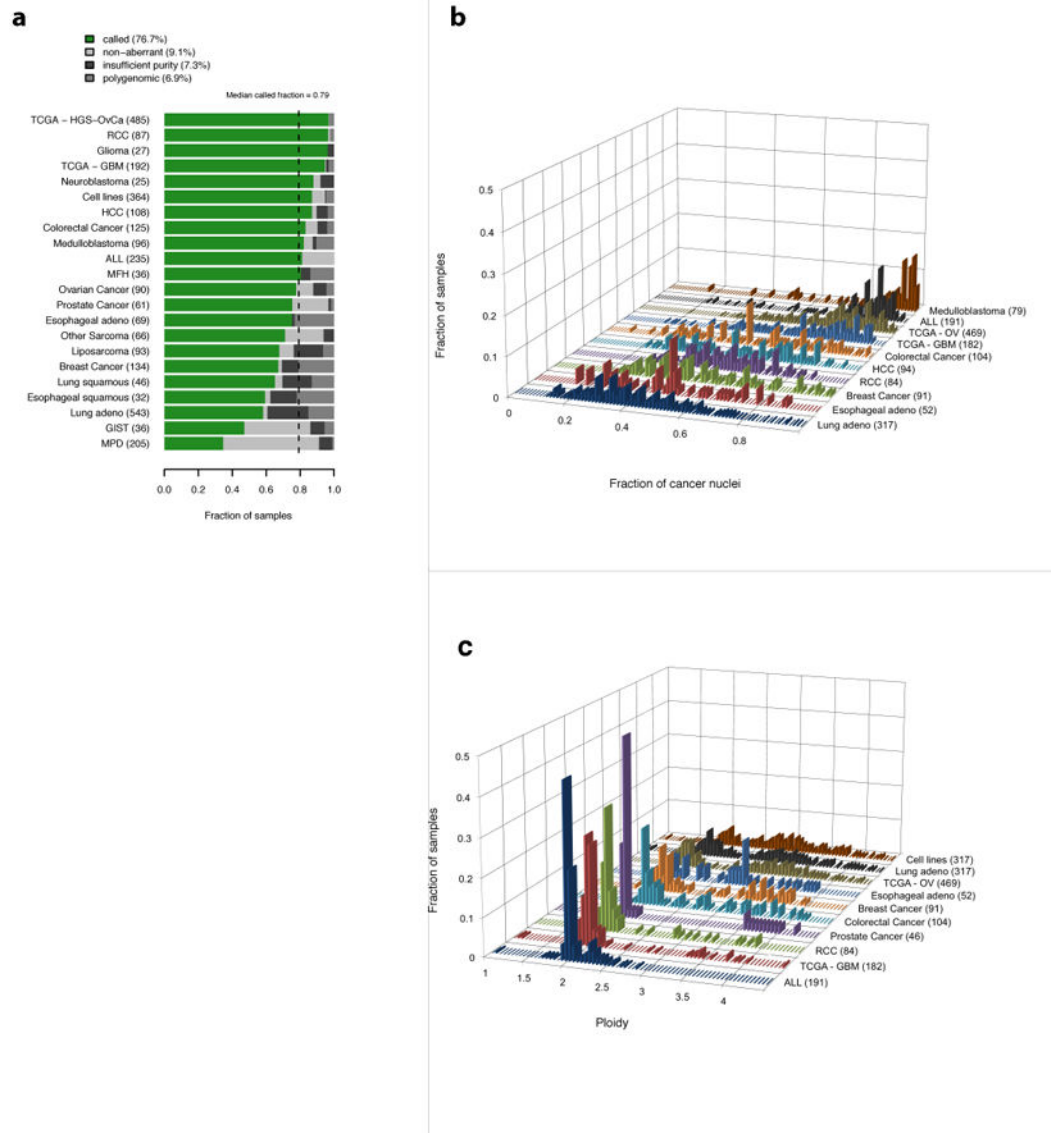 a
called (76.7%)
non−aberrant (9.1%)
insufficient purity (7.3%)
polygenomic (6.9%)
Median called fraction = 0.79
TCGA − HGS−OvCa (485)
RCC (87)
Glioma (27)
TCGA − GBM (192)
Neuroblastoma (25)
Cell lines (364)
HCC (108)
Colorectal Cancer (125)
Medulloblastoma (96)
ALL (235)
MFH (36)
Ovarian Cancer (90)
Prostate Cancer (61)
Esophageal adeno (69)
Other Sarcoma (66)
Liposarcoma (93)
Breast Cancer (134)
Lung squamous (46)
Esophageal squamous (32)
Lung adeno (543)
GIST (36)
MPD (205)
0.0 0.2 0.4 0.6 0.8 1.0
Fraction of samples
b
Fraction of samples
0.5
0.4
0.3
0.2
0.1
0
0 0.2 0.4 0.6 0.8
Fraction of cancer nuclei
Medulloblastoma (79)
ALL (191)
TCGA - OV (469)
TCGA - GBM (182)
Colorectal Cancer (104)
HCC (94)
RCC (84)
Breast Cancer (91)
Esophageal adeno (52)
Lung adeno (317)
c
Fraction of samples
0.5
0.4
0.3
0.2
0.1
0
1 1.5 2 2.5 3 3.5 4
Ploidy
Cell lines (317)
Lung adeno (317)
TCGA - OV (469)
Esophageal adeno (52)
Breast Cancer (91)
Colorectal Cancer (104)
Prostate Cancer (46)
RCC (84)
TCGA - GBM (182)
ALL (191)